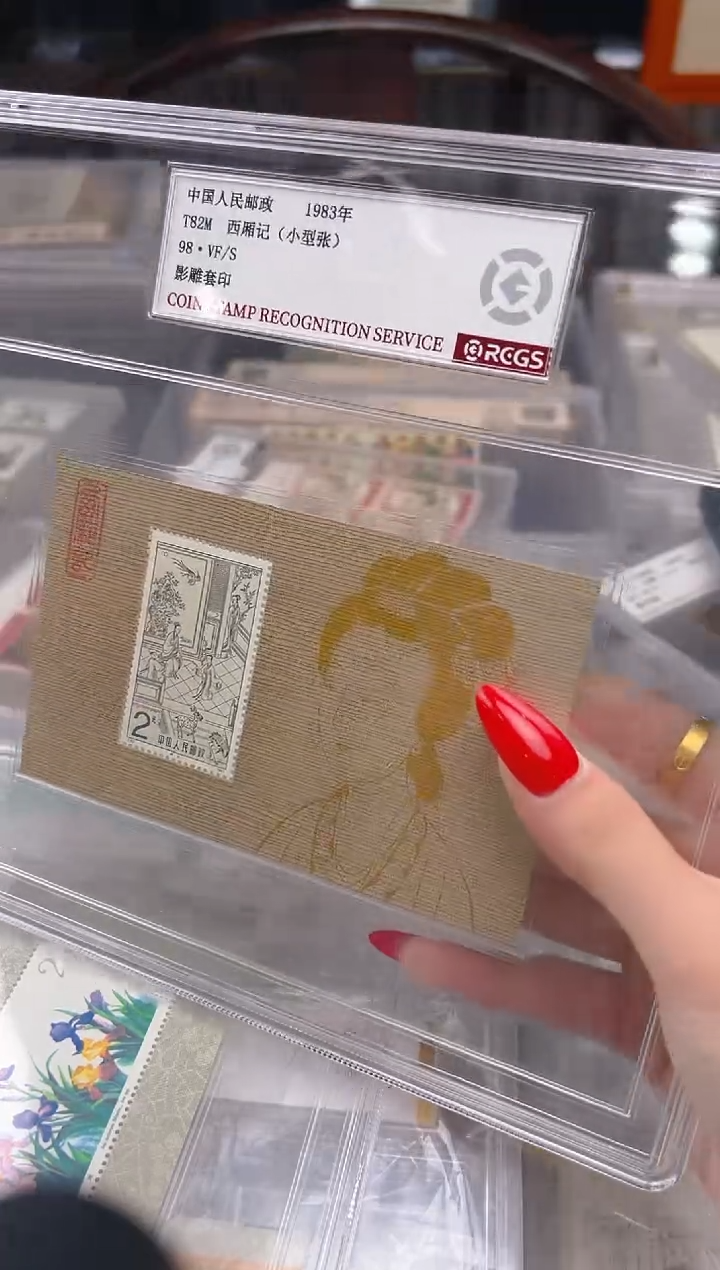 中国人民邮政 1983年
T82M 西厢记（小型张）
98·VF/S
影雕套印
COIN STAMP RECOGNITION SERVICE
RCGS
2
中国人民邮政
2